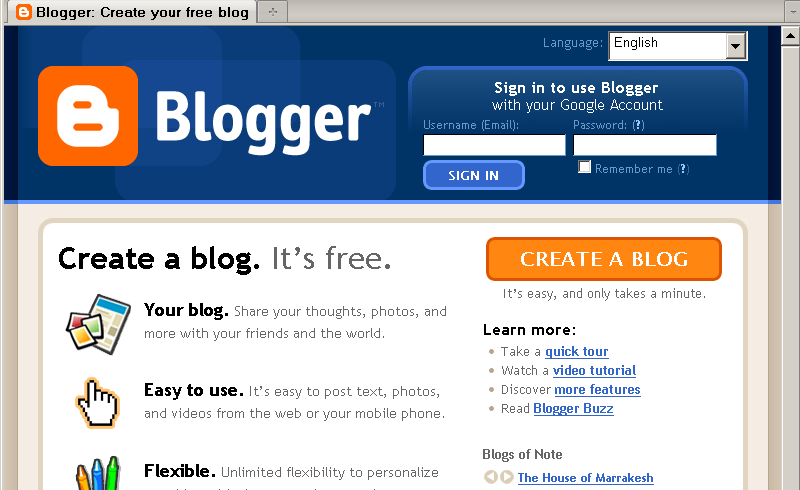 Blogger: Create your free blog
Language: English
Blogger™
Sign in to use Blogger
with your Google Account
Username (Email): Password: (?)
SIGN IN Remember me (?)
Create a blog. It's free.
CREATE A BLOG
It's easy, and only takes a minute.
Your blog. Share your thoughts, photos, and
more with your friends and the world.
Easy to use. It's easy to post text, photos,
and videos from the web or your mobile phone.
Flexible. Unlimited flexibility to personalize
Learn more:
• Take a quick tour
• Watch a video tutorial
• Discover more features
• Read Blogger Buzz
Blogs of Note
The House of Marrakesh